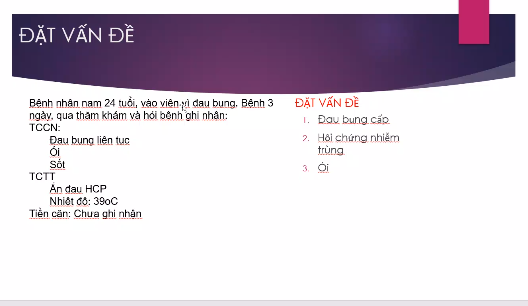 ĐẶT VẤN ĐỀ
Bệnh nhân nam 24 tuổi, vào viện vì đau bụng. Bệnh 3
ngày, qua thăm khám và hỏi bệnh ghi nhận:
TCCN:
Đau bụng liên tục
Ói
Sốt
TCTT
Ấn đau HCP
Nhiệt độ: 39oC
Tiền căn: Chưa ghi nhận
ĐẶT VẤN ĐỀ
1. Đau bụng cấp
2. Hội chứng nhiễm
trùng
3. Ói